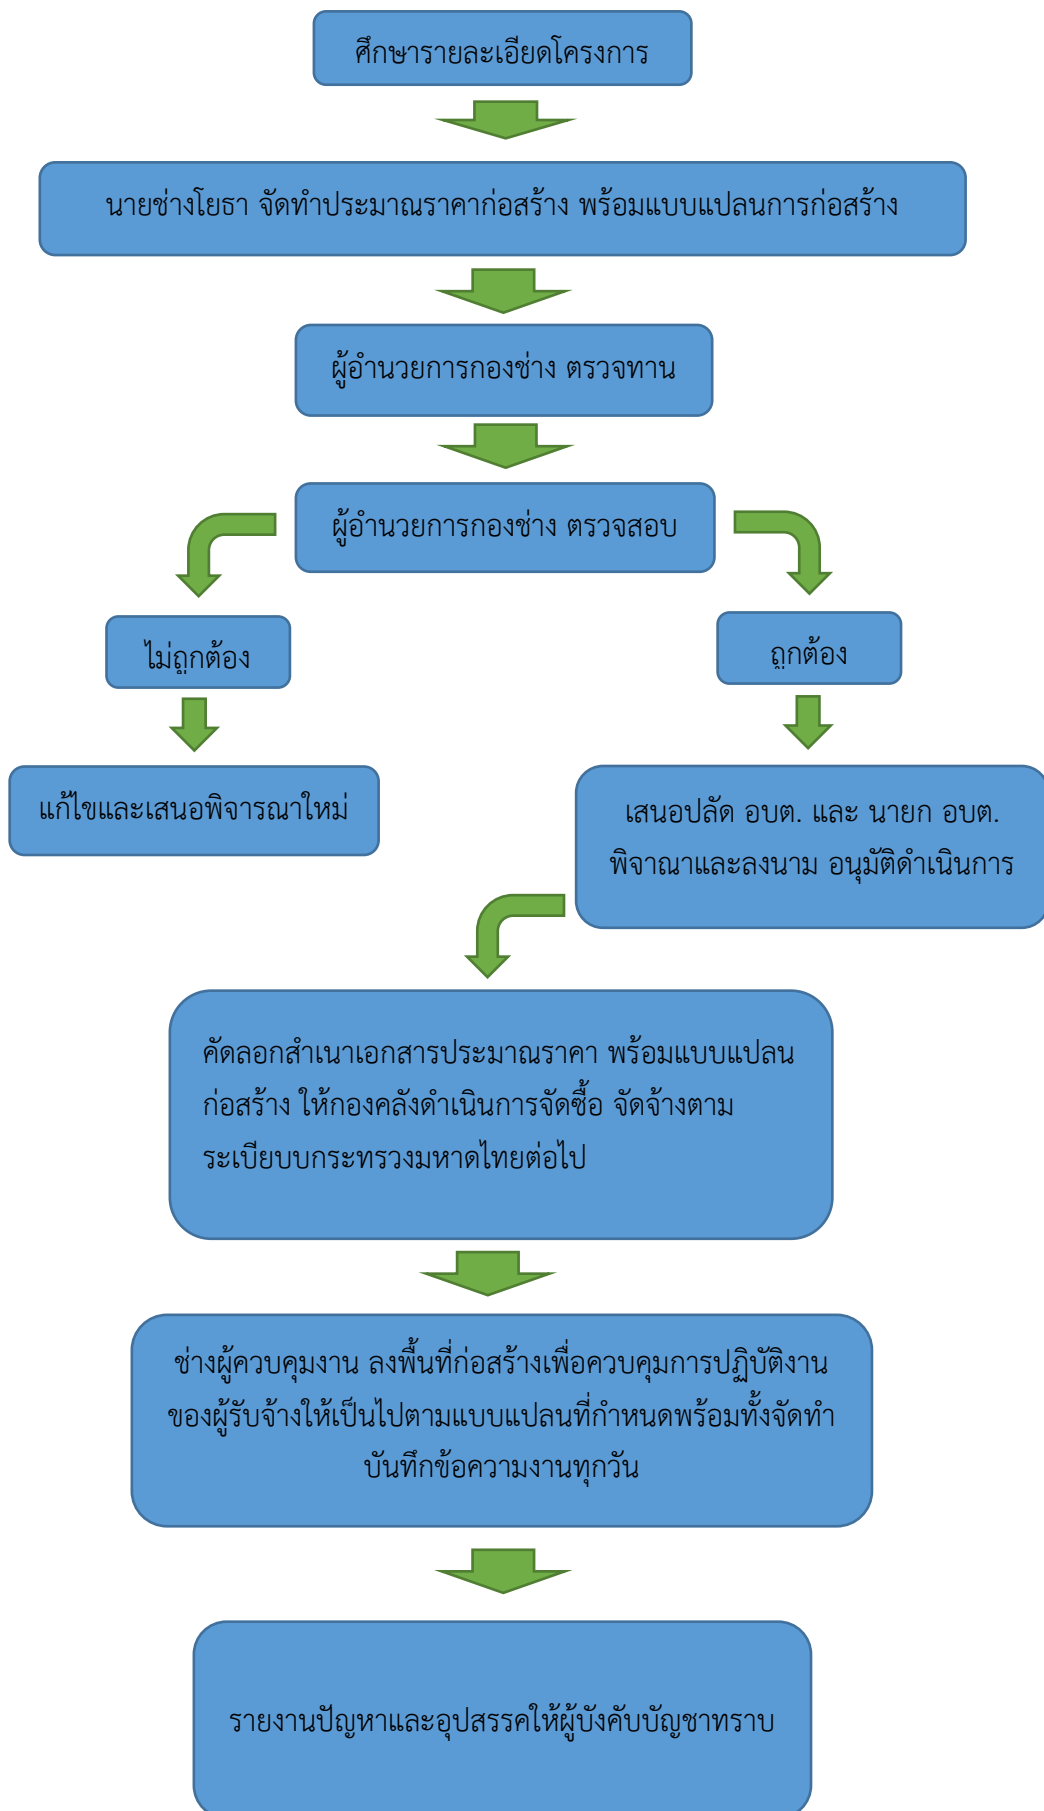 ศึกษารายละเอียดโครงการ
นายช่างโยธา จัดทำประมาณราคาก่อสร้าง พร้อมแบบแปลนการก่อสร้าง
ผู้อำนวยการกองช่าง ตรวจทาน
ผู้อำนวยการกองช่าง ตรวจสอบ
ไม่ถูกต้อง
ถูกต้อง
แก้ไขและเสนอพิจารณาใหม่
เสนอปลัด อบต. และ นายก อบต.
พิจาณาและลงนาม อนุมัติดำเนินการ
คัดลอกสำเนาเอกสารประมาณราคา พร้อมแบบแปลน
ก่อสร้าง ให้กองคลังดำเนินการจัดซื้อ จัดจ้างตาม
ระเบียบบกระทรวงมหาดไทยต่อไป
ช่างผู้ควบคุมงาน ลงพื้นที่ก่อสร้างเพื่อควบคุมการปฏิบัติงาน
ของผู้รับจ้างให้เป็นไปตามแบบแปลนที่กำหนดพร้อมทั้งจัดทำ
บันทึกข้อความงานทุกวัน
รายงานปัญหาและอุปสรรคให้ผู้บังคับบัญชาทราบ